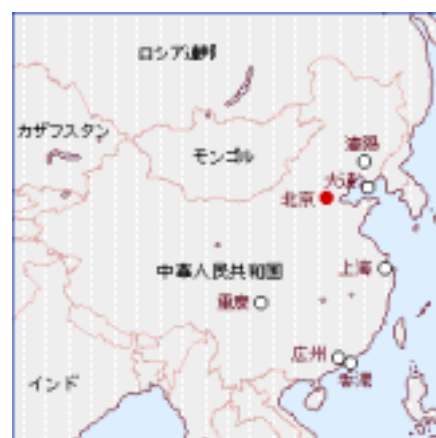 ロシア連邦
カザフスタン
モンゴル
瀋陽
大連
北京
中華人民共和国
上海
重慶
広州
香港
インド